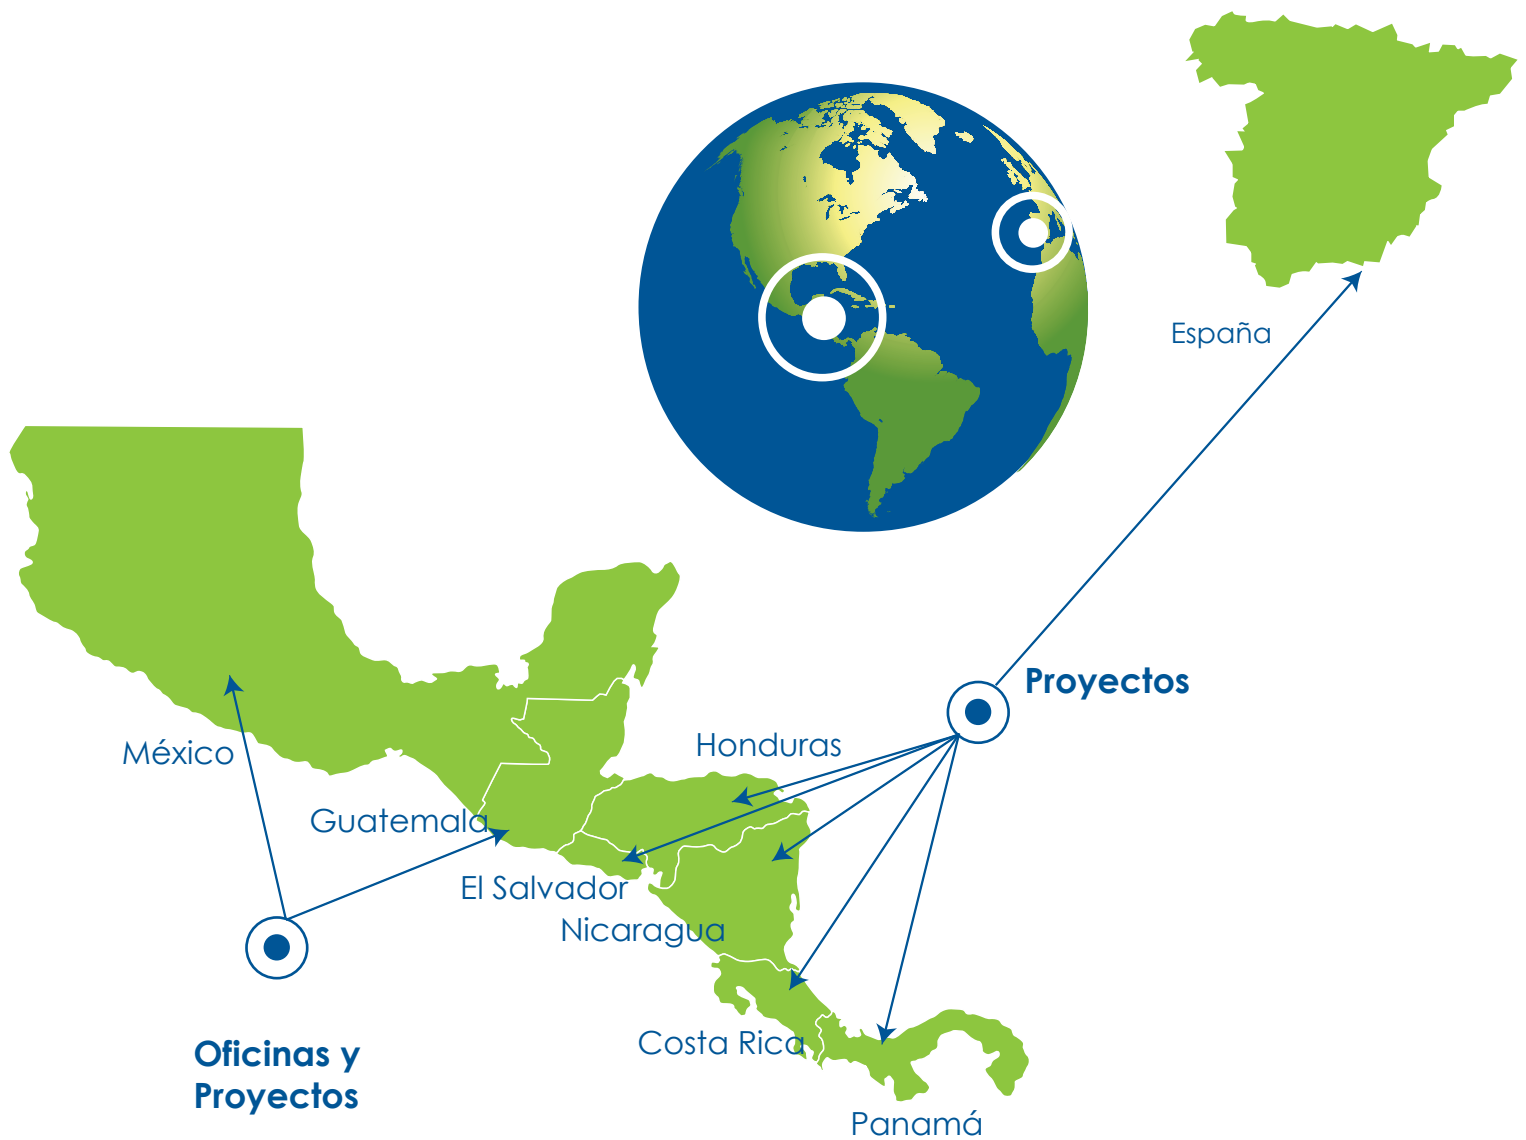 España
Proyectos
Honduras
México
Guatemala
El Salvador
Nicaragua
Costa Rica
Oficinas y
Proyectos
Panamá